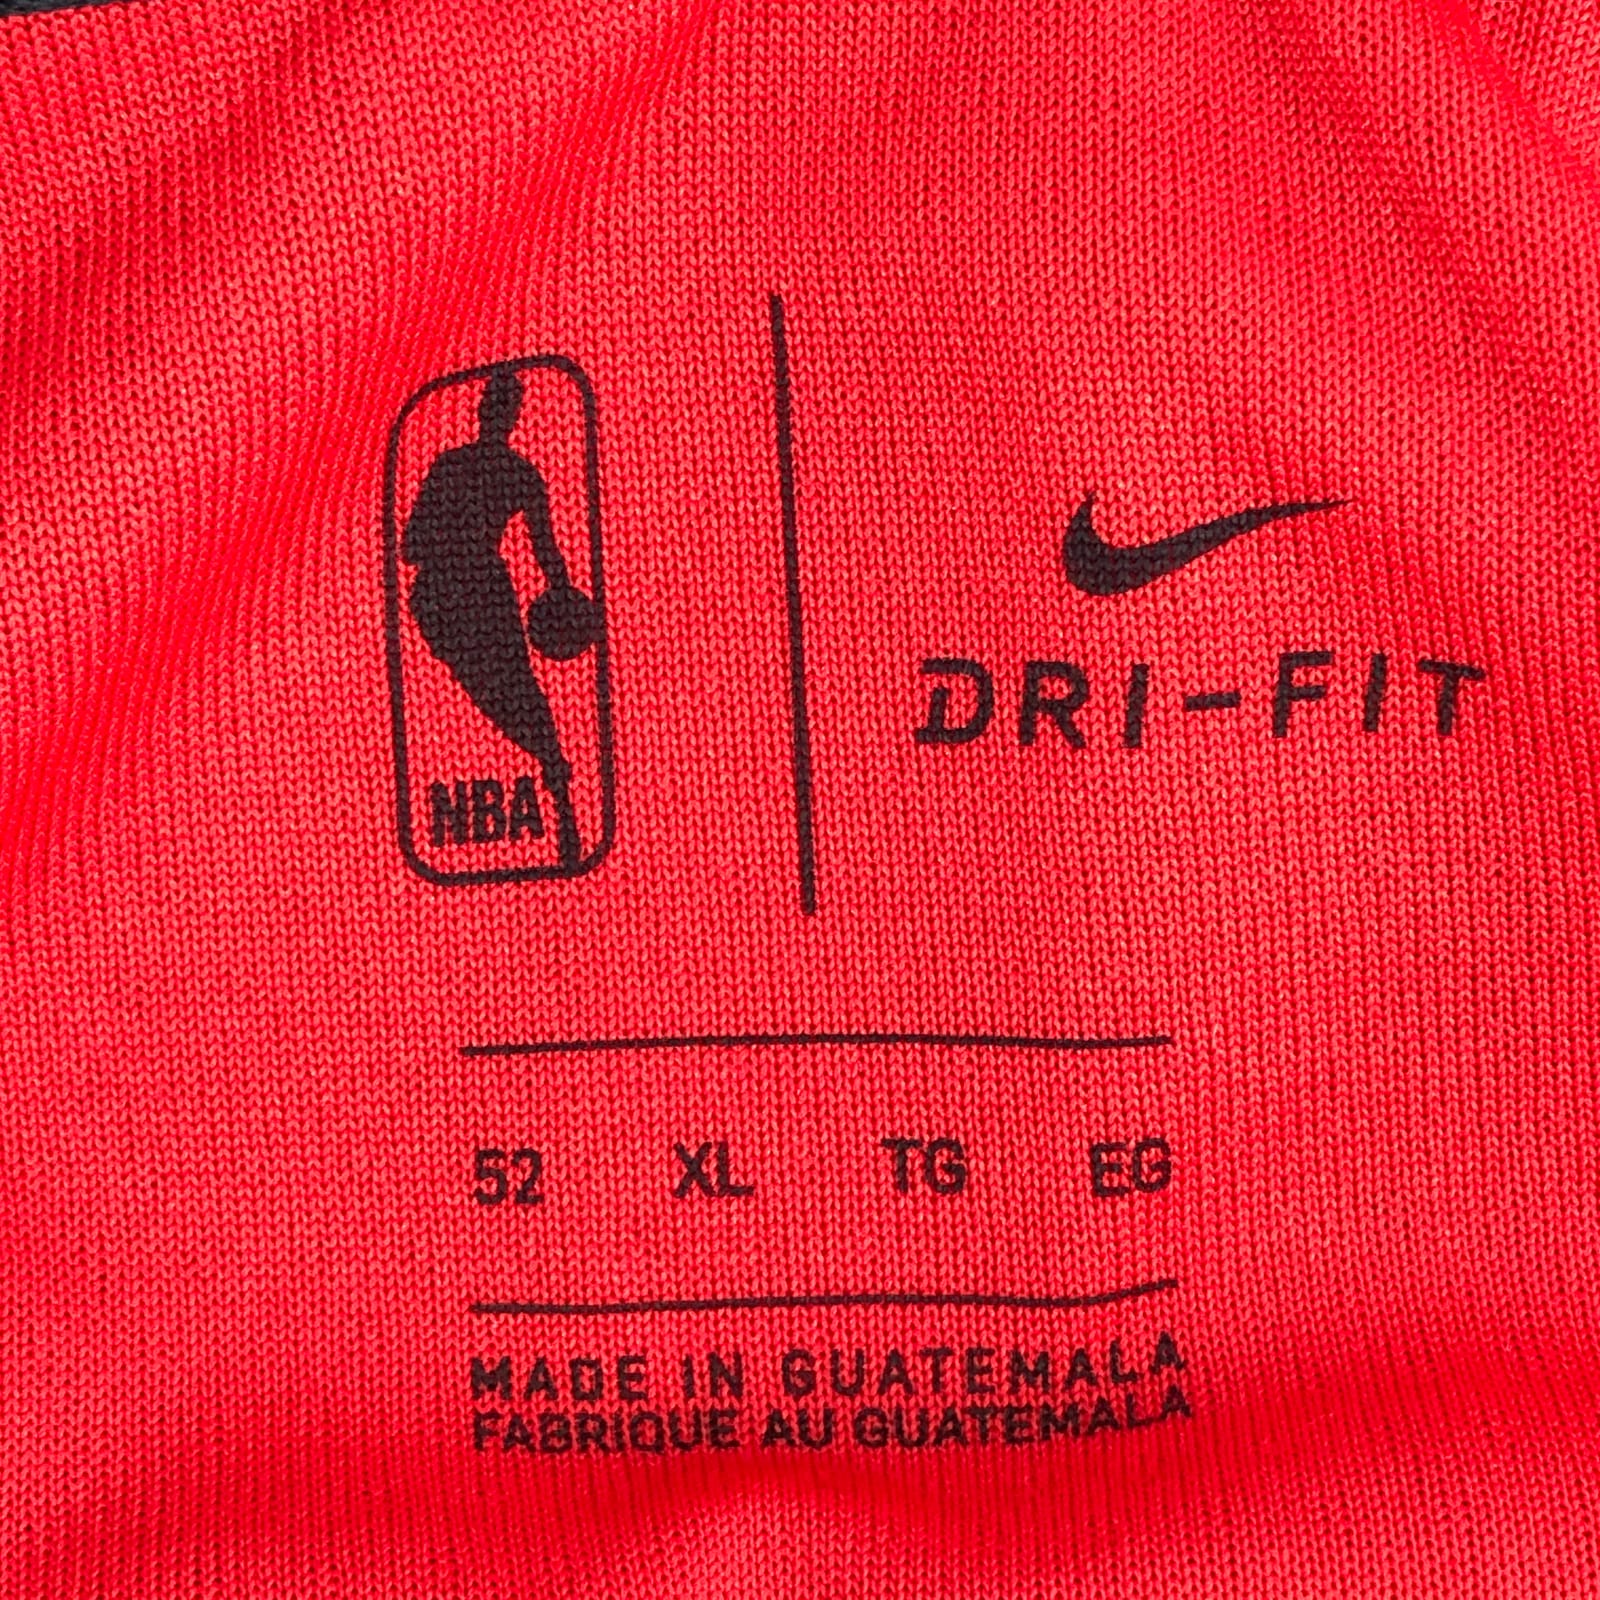 NBA
DRI-FIT
52 XL TG EG
MADE IN GUATEMALA
FABRIQUE AU GUATEMALA